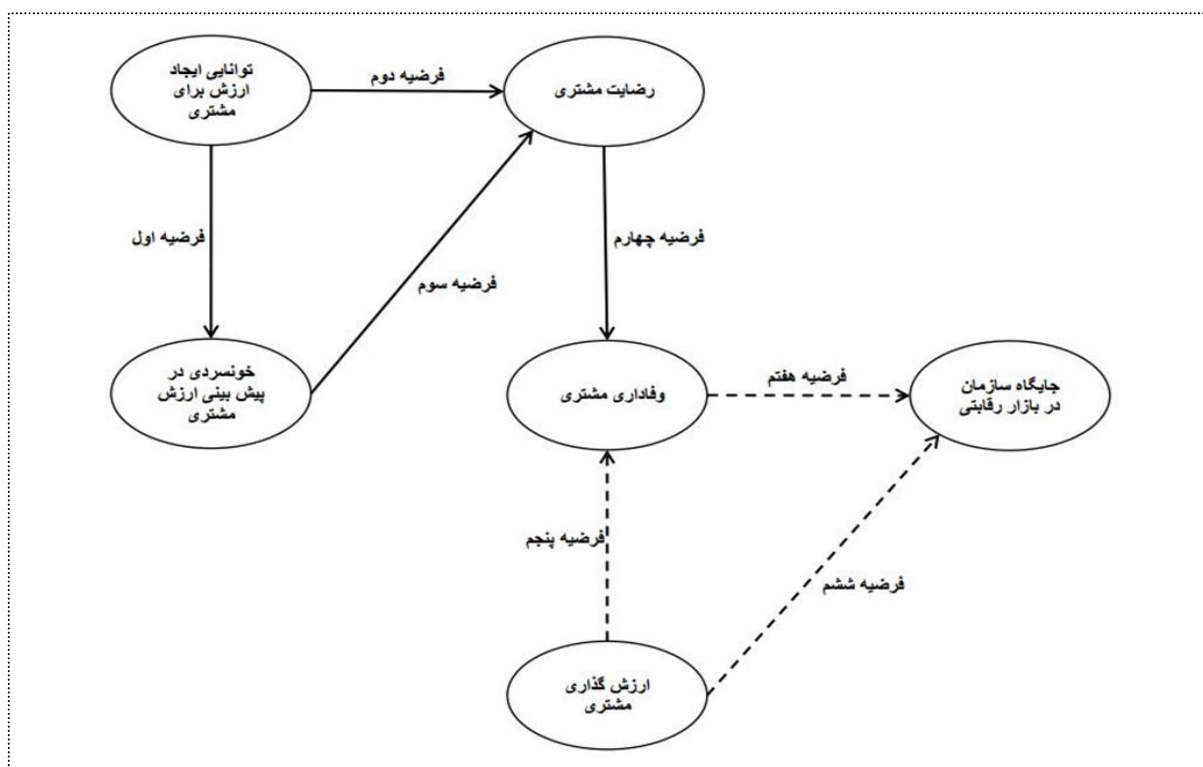 توانایی ایجاد
ارزش برای
مشتری
فرضیه دوم
رضایت مشتری
فرضیه اول
فرضیه سوم
فرضیه چهارم
خونسردی در
پیش بینی ارزش
مشتری
وفاداری مشتری
فرضیه هفتم
جایگاه سازمان
در بازار رقابتی
فرضیه پنجم
فرضیه ششم
ارزش گذاری
مشتری